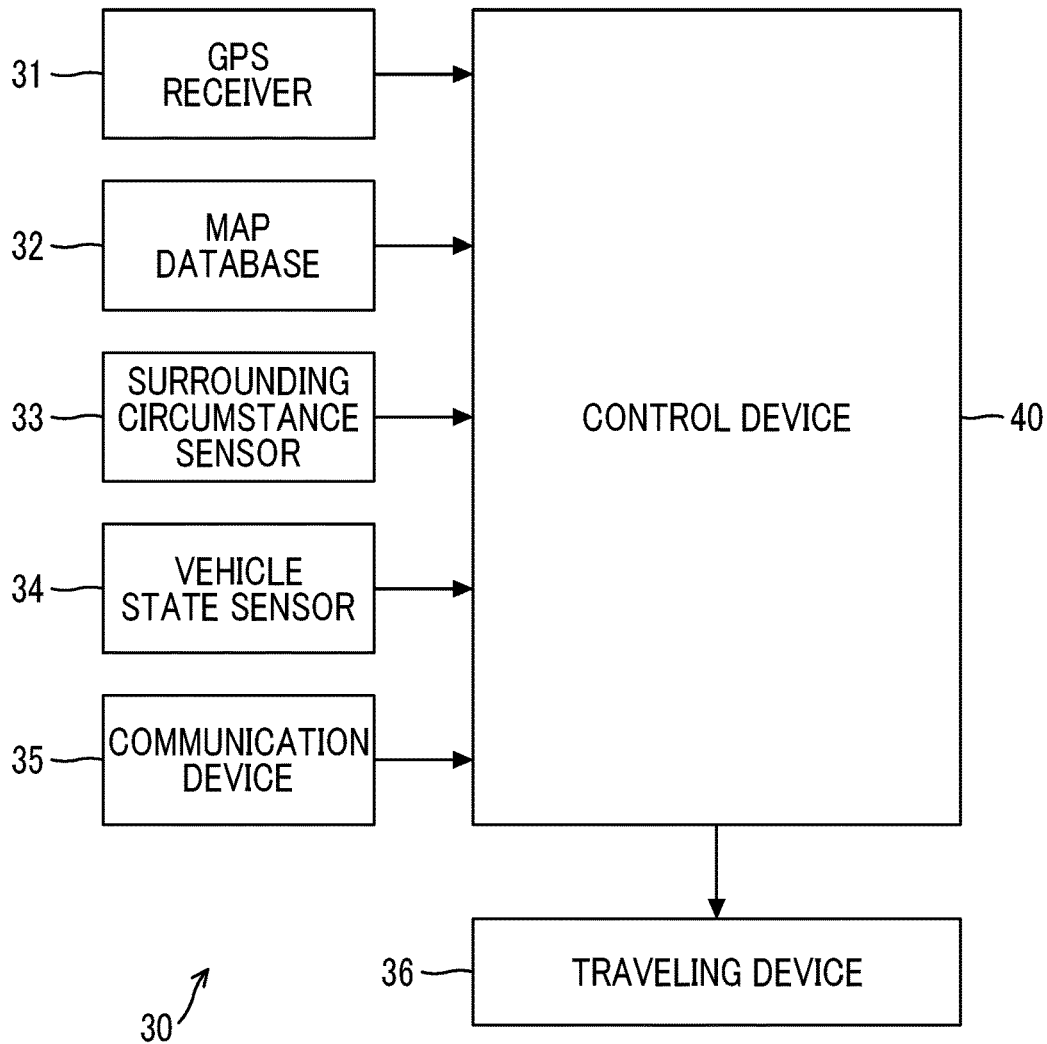 31
GPS
RECEIVER
32
MAP
DATABASE
33
SURROUNDING
CIRCUMSTANCE
SENSOR
CONTROL DEVICE
40
34
VEHICLE
STATE SENSOR
35
COMMUNICATION
DEVICE
36
TRAVELING DEVICE
30